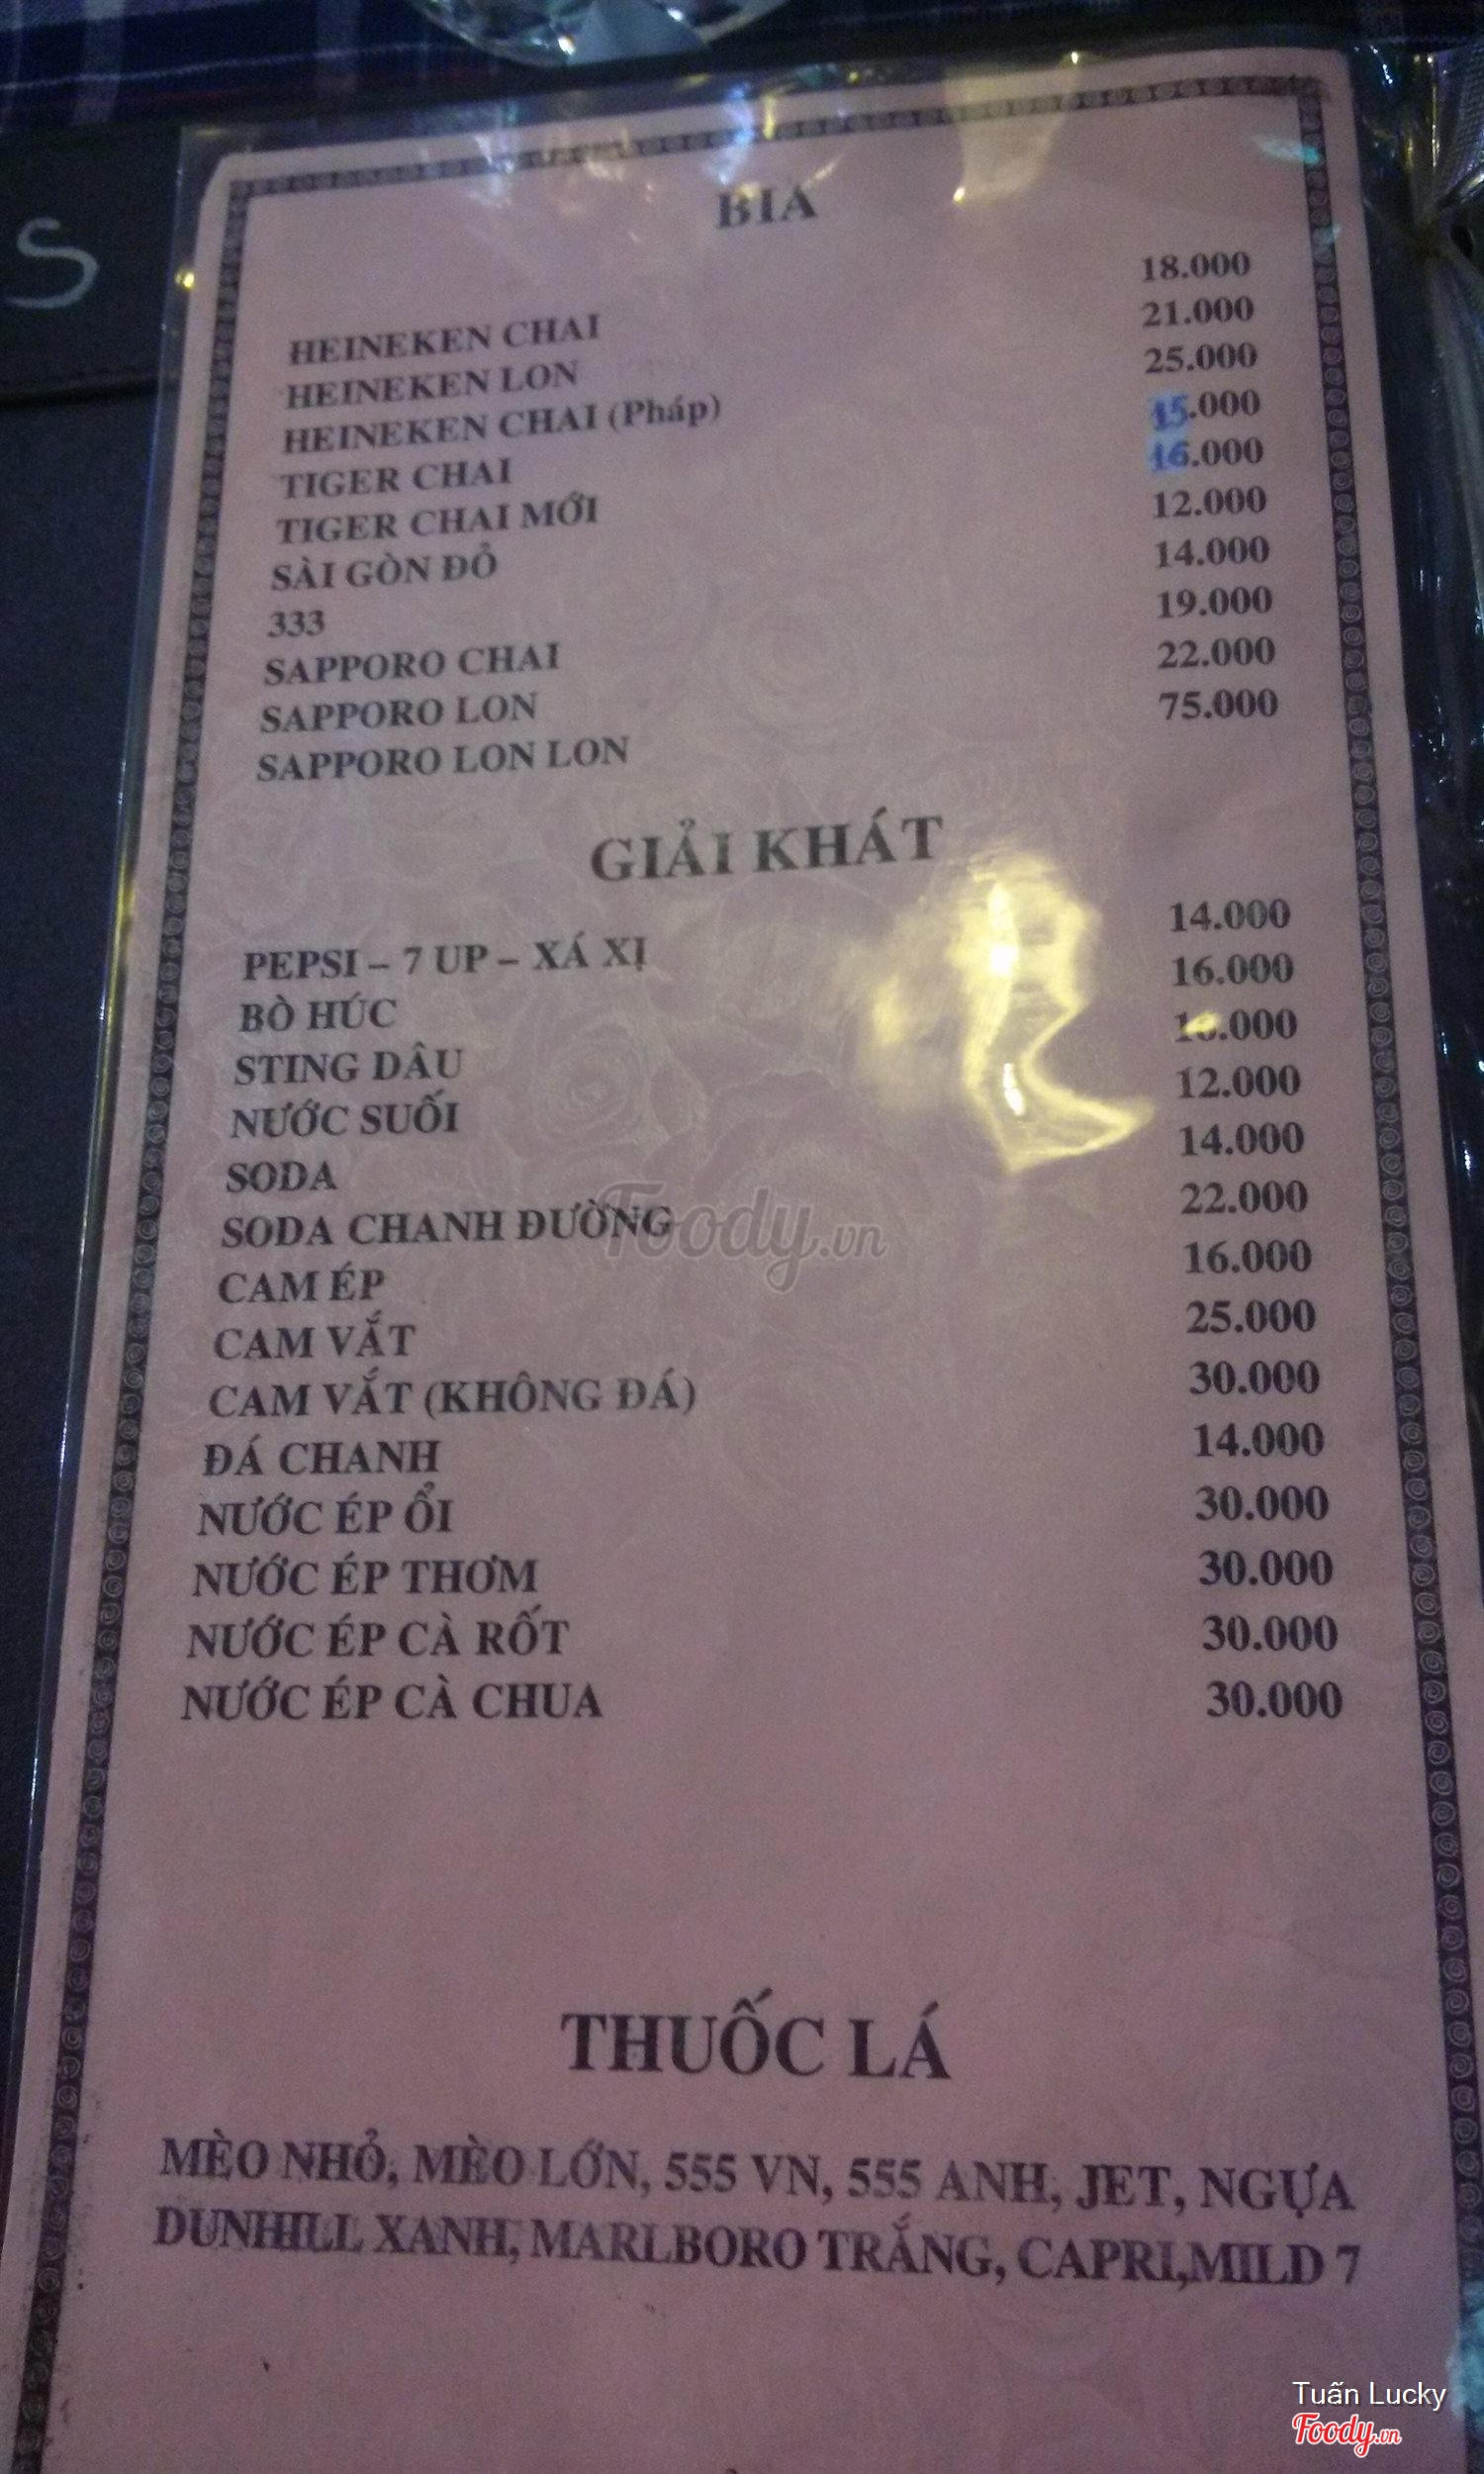 S
BIA
HEINEKEN CHAI 18.000
HEINEKEN LON 21.000
HEINEKEN CHAI (Pháp) 25.000
TIGER CHAI 15.000
TIGER CHAI MỚI 16.000
SÀI GÒN ĐỎ 12.000
333 14.000
SAPPORO CHAI 19.000
SAPPORO LON 22.000
SAPPORO LON LON 75.000
GIẢI KHÁT
PEPSI – 7 UP – XÁ XỊ 14.000
BÒ HÚC 16.000
STING DÂU
NƯỚC SUỐI 12.000
SODA 14.000
SODA CHANH ĐƯỜNG 22.000
CAM ÉP 16.000
CAM VẮT 25.000
CAM VẮT (KHÔNG ĐÁ) 30.000
ĐÁ CHANH 14.000
NƯỚC ÉP ỔI 30.000
NƯỚC ÉP THƠM 30.000
NƯỚC ÉP CÀ RỐT 30.000
NƯỚC ÉP CÀ CHUA 30.000
Foody.vn
THUỐC LÁ
MÈO NHỎ, MÈO LỚN, 555 VN, 555 ANH, JET, NGỰA
DUNHILL XANH, MARLBORO TRẮNG, CAPRI,MILD 7
Tuấn Lucky
Foody.vn